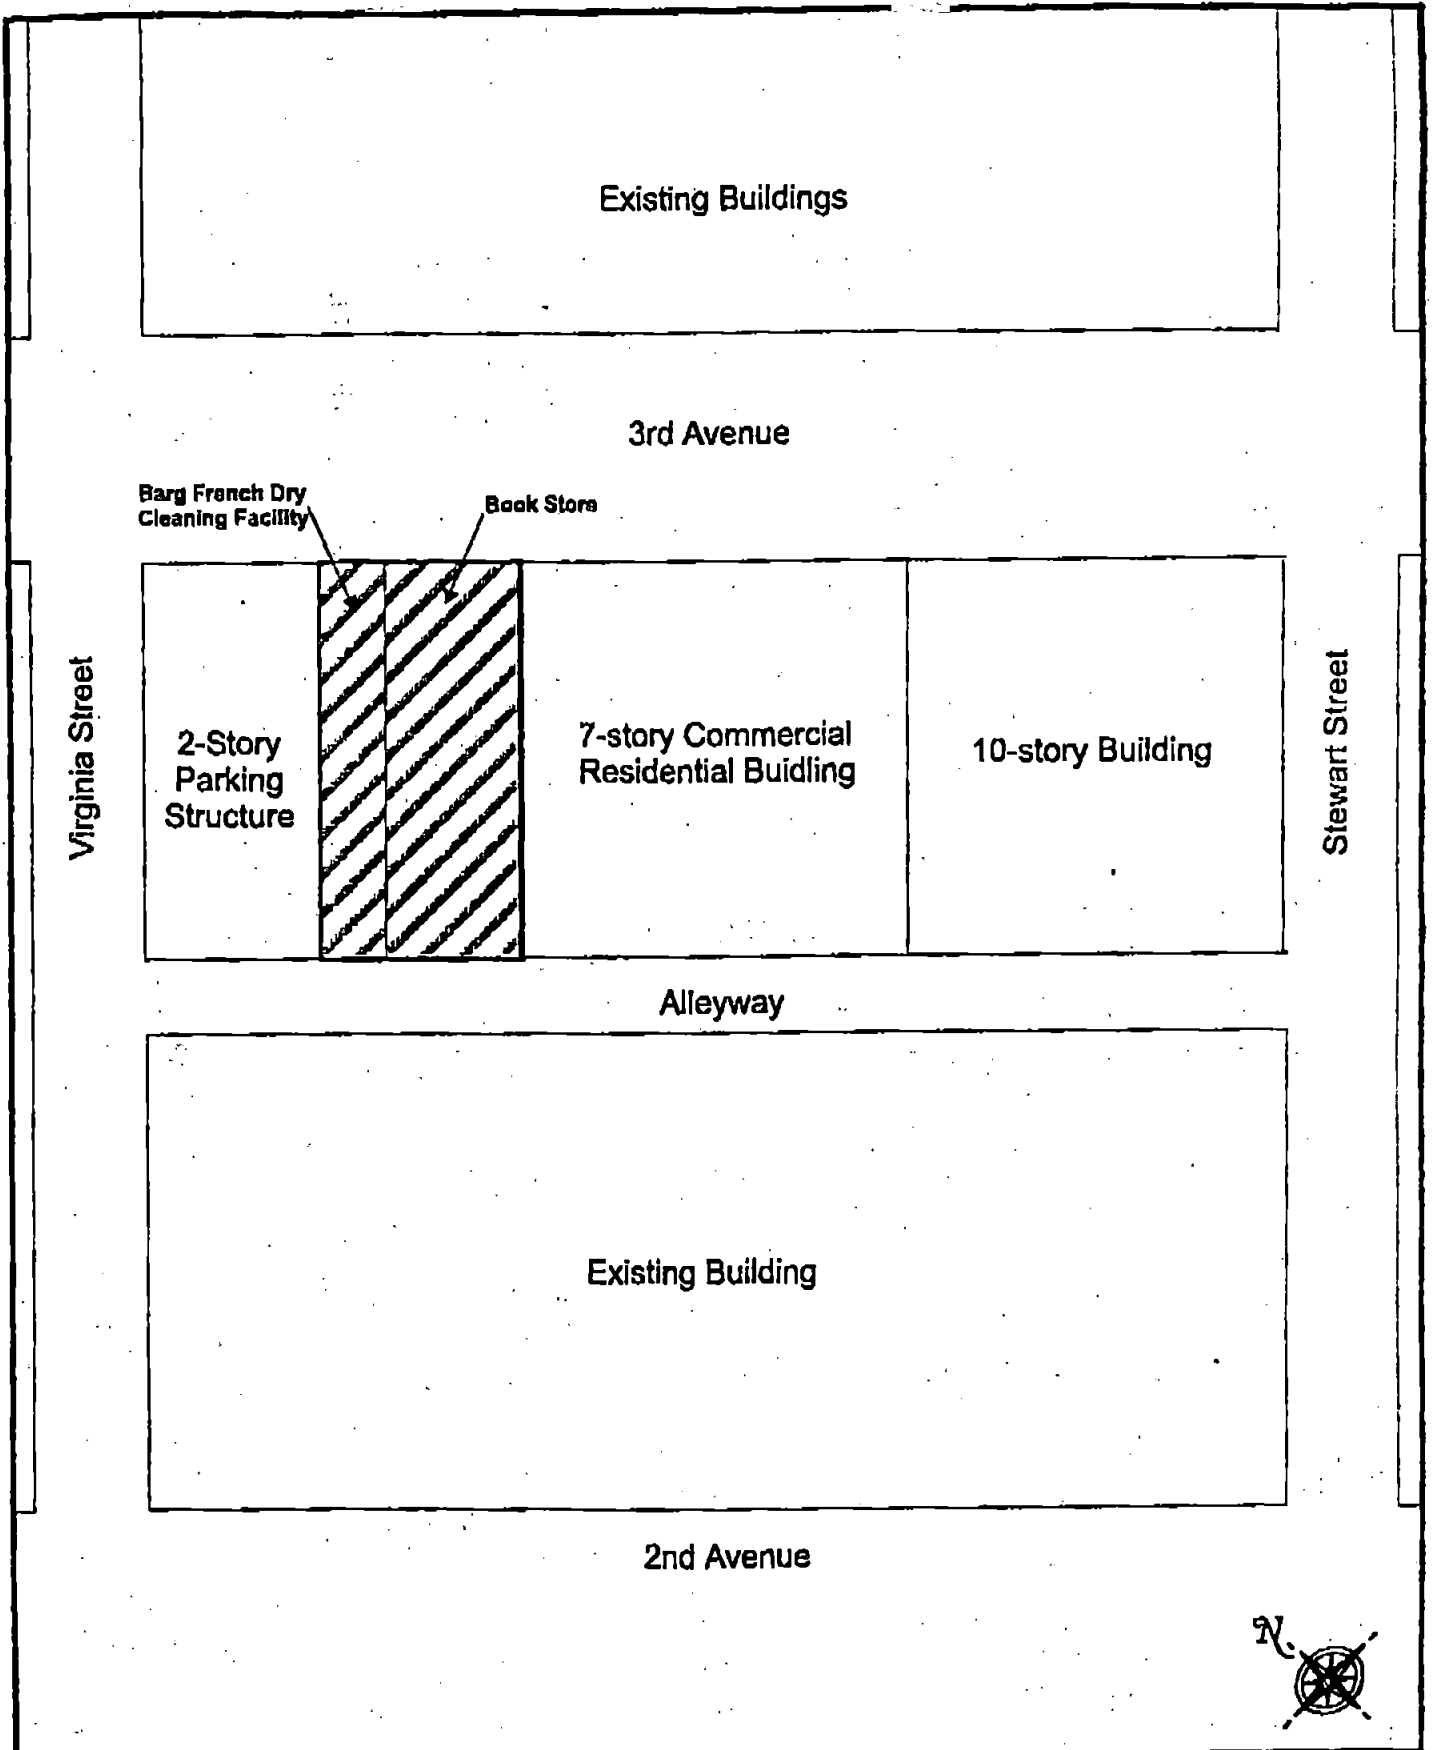 Existing Buildings
3rd Avenue
Barg French Dry
Cleaning Facility
Book Store
Virginia Street
2-Story
Parking
Structure
7-story Commercial
Residential Buidling
10-story Building
Stewart Street
Alleyway
Existing Building
2nd Avenue
N